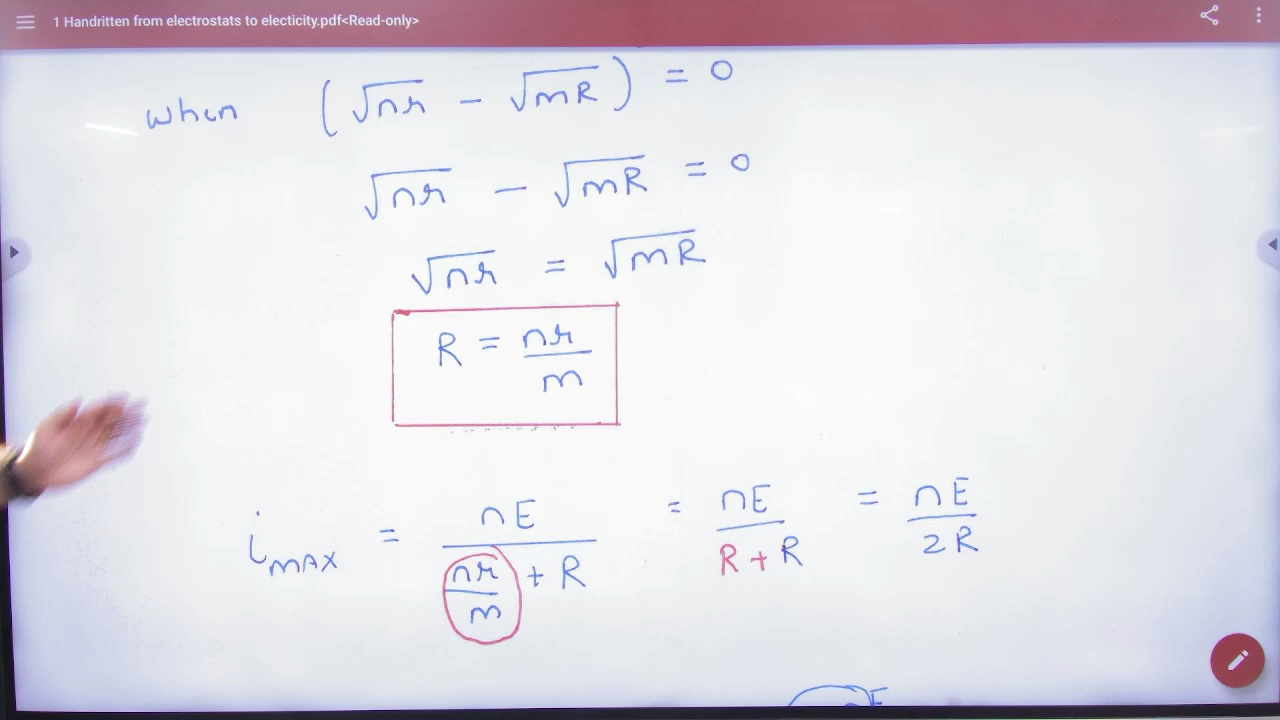 1 Handritten from electrostats to electicity.pdf<Read-only>
when (√nr - √mR) = 0
√nr - √mR = 0
√nr = √mR
R = nr/m
iMAX = nE/(nr/m + R) = nE/(R + R) = nE/2R
E